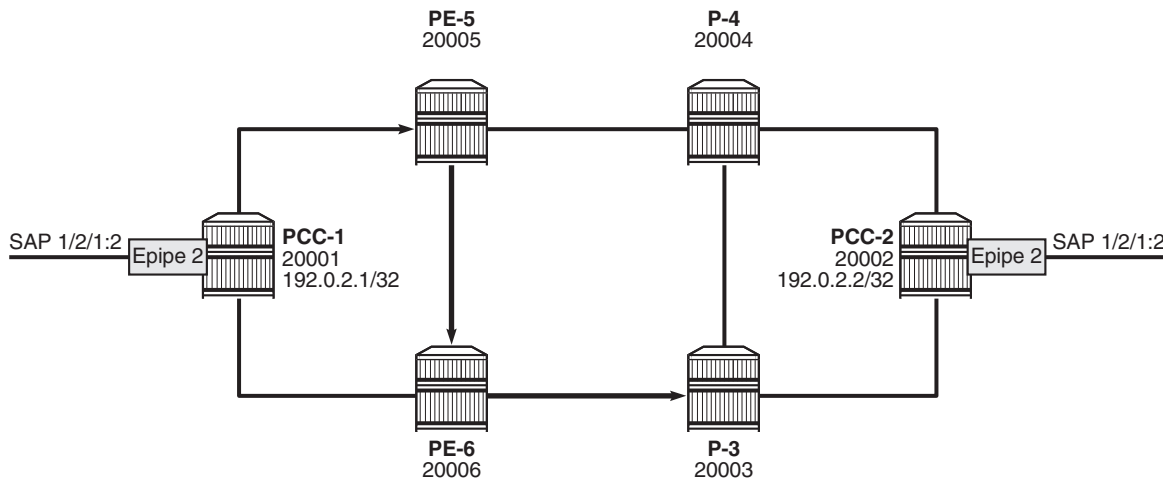 PE-5
20005
P-4
20004
SAP 1/2/1:2
Epipe 2
PCC-1
20001
192.0.2.1/32
PCC-2
20002
192.0.2.2/32
Epipe 2
SAP 1/2/1:2
PE-6
20006
P-3
20003